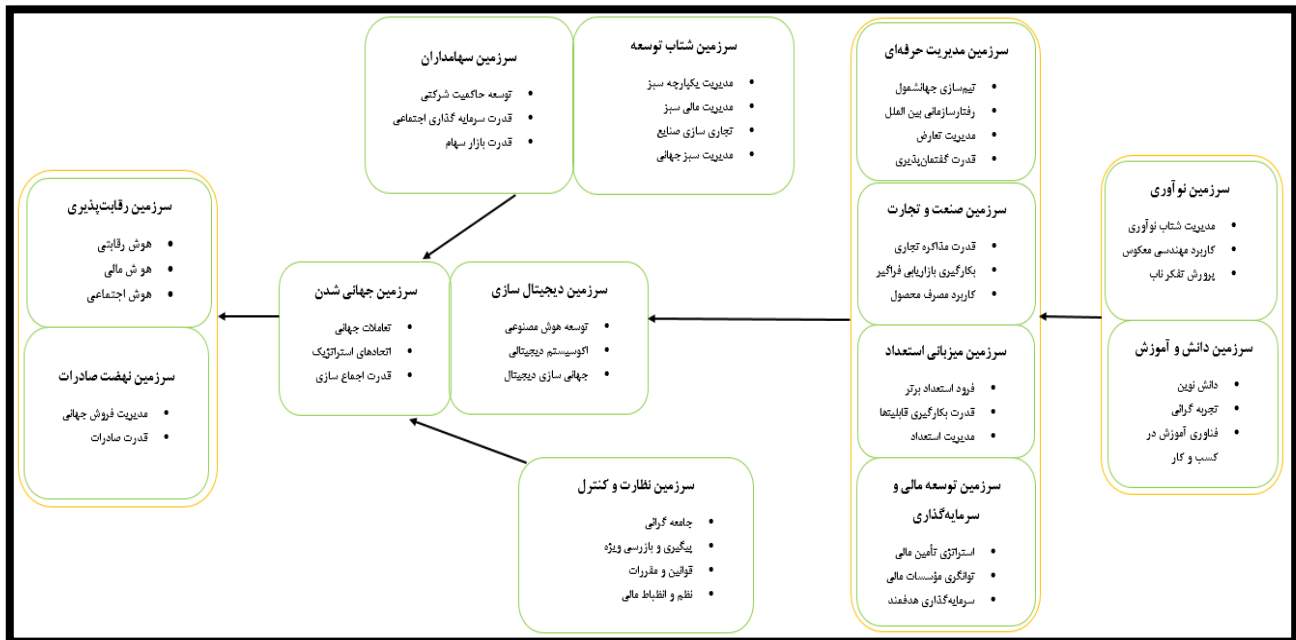 سرزمین نوآوری
مدیریت شتاب نوآوری
کاربرد مهندسی معکوس
پرورش تفکر ناب
سرزمین دانش و آموزش
دانش نوین
تجربه گرائی
فناوری آموزش در
کسب و کار
سرزمین مدیریت حرفه‌ای
تیم‌سازی جهانشمول
رفتارسازمانی بین الملل
مدیریت تعارض
قدرت گفتمان‌پذیری
سرزمین صنعت و تجارت
قدرت مذاکره تجاری
بکارگیری بازاریابی فراگیر
کاربرد مصرف محصول
سرزمین میزبانی استعداد
فرود استعداد برتر
قدرت بکارگیری قابلیتها
مدیریت استعداد
سرزمین توسعه مالی و
سرمایه‌گذاری
استراتژی تأمین مالی
توانگری مؤسسات مالی
سرمایه‌گذاری هدفمند
سرزمین شتاب توسعه
مدیریت یکپارچه سبز
مدیریت مالی سبز
تجاری سازی صنایع
مدیریت سبز جهانی
سرزمین سهامداران
توسعه حاکمیت شرکتی
قدرت سرمایه گذاری اجتماعی
قدرت بازار سهام
سرزمین دیجیتال سازی
توسعه هوش مصنوعی
اکوسیستم دیجیتالی
جهانی سازی دیجیتال
سرزمین جهانی شدن
تعاملات جهانی
اتحادهای استراتژیک
قدرت اجماع سازی
سرزمین نظارت و کنترل
جامعه گرائی
پیگیری و بازرسی ویژه
قوانین و مقررات
نظم و انظباط مالی
سرزمین رقابت‌پذیری
هوش رقابتی
هو ش مالی
هوش اجتماعی
سرزمین نهضت صادرات
مدیریت فروش جهانی
قدرت صادرات